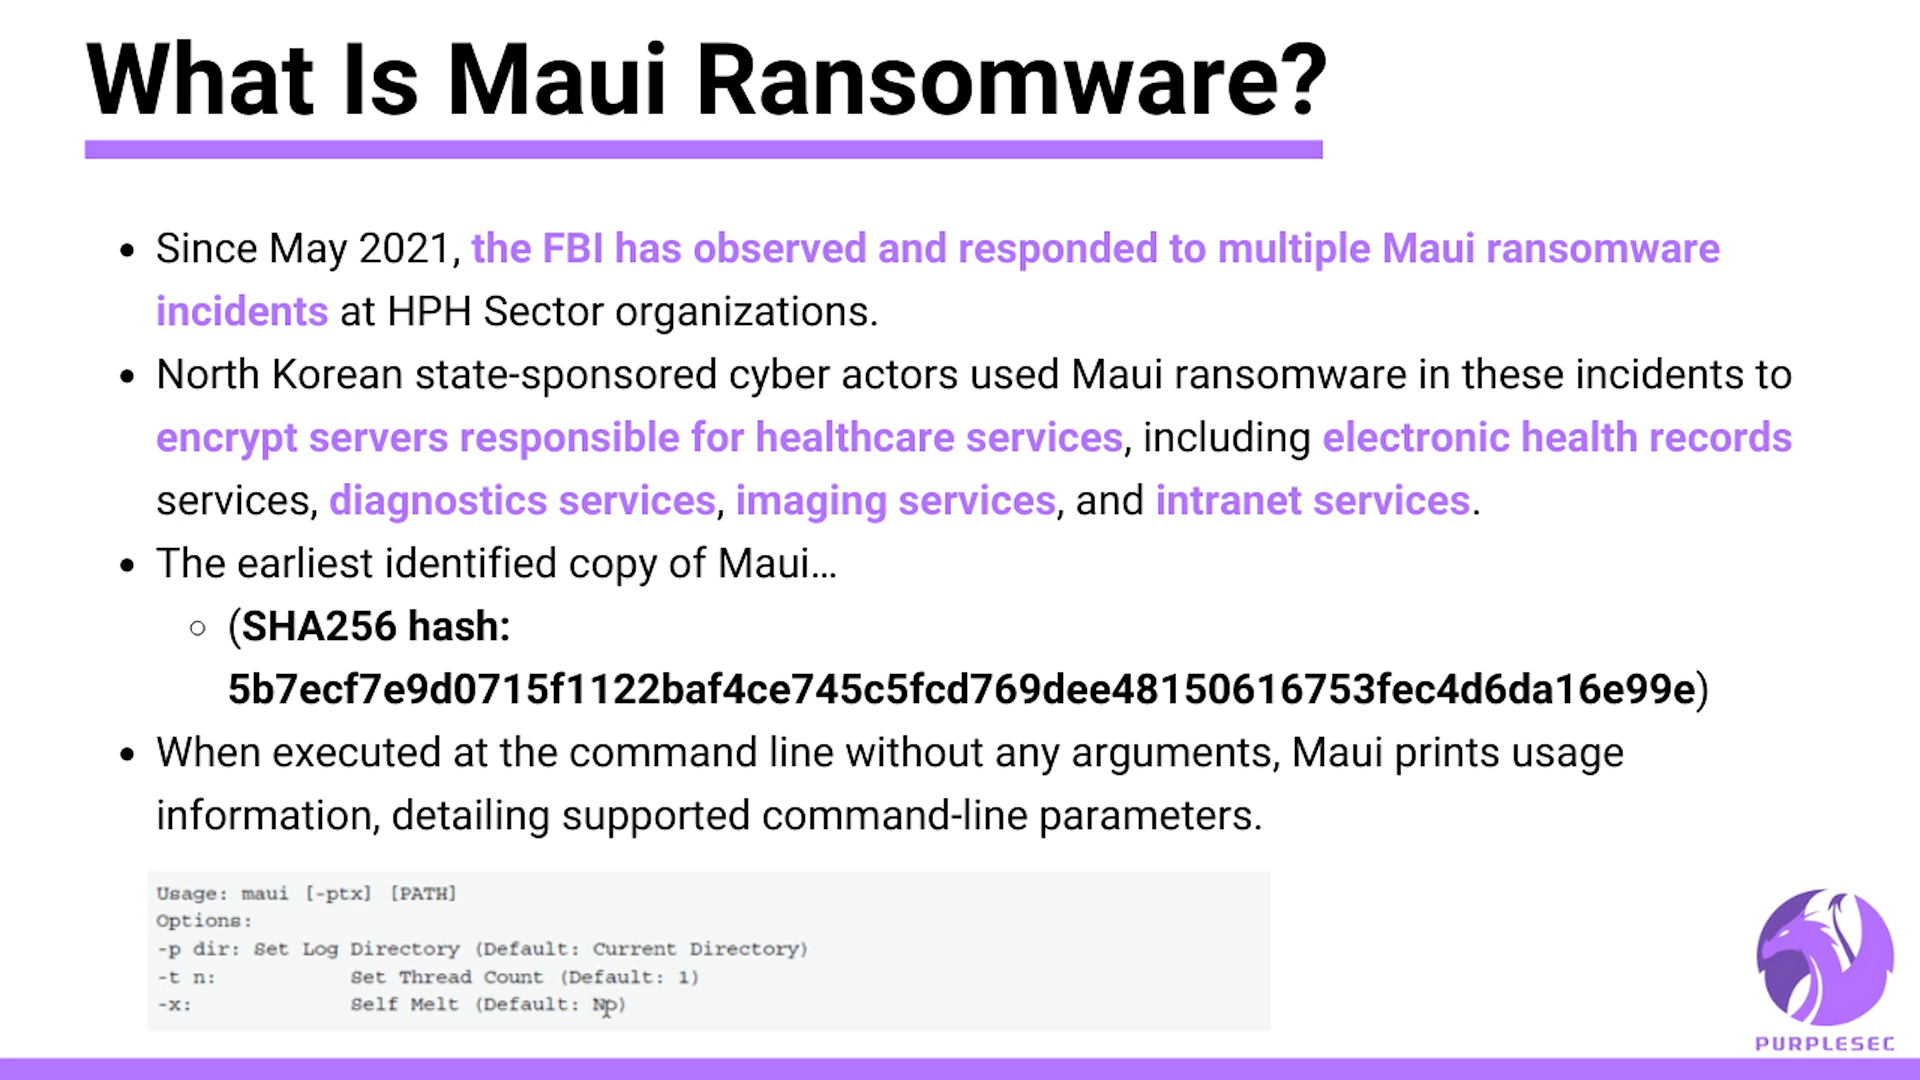 What Is Maui Ransomware?
• Since May 2021, the FBI has observed and responded to multiple Maui ransomware
incidents at HPH Sector organizations.
• North Korean state-sponsored cyber actors used Maui ransomware in these incidents to
encrypt servers responsible for healthcare services, including electronic health records
services, diagnostics services, imaging services, and intranet services.
• The earliest identified copy of Maui…
○ (SHA256 hash:
5b7ecf7e9d0715f1122baf4ce745c5fcd769dee48150616753fec4d6da16e99e)
• When executed at the command line without any arguments, Maui prints usage
information, detailing supported command-line parameters.
Usage: maui [-ptx] [PATH]
Options:
-p dir: Set Log Directory (Default: Current Directory)
-t n: Set Thread Count (Default: 1)
-x: Self Melt (Default: No)
PURPLESEC